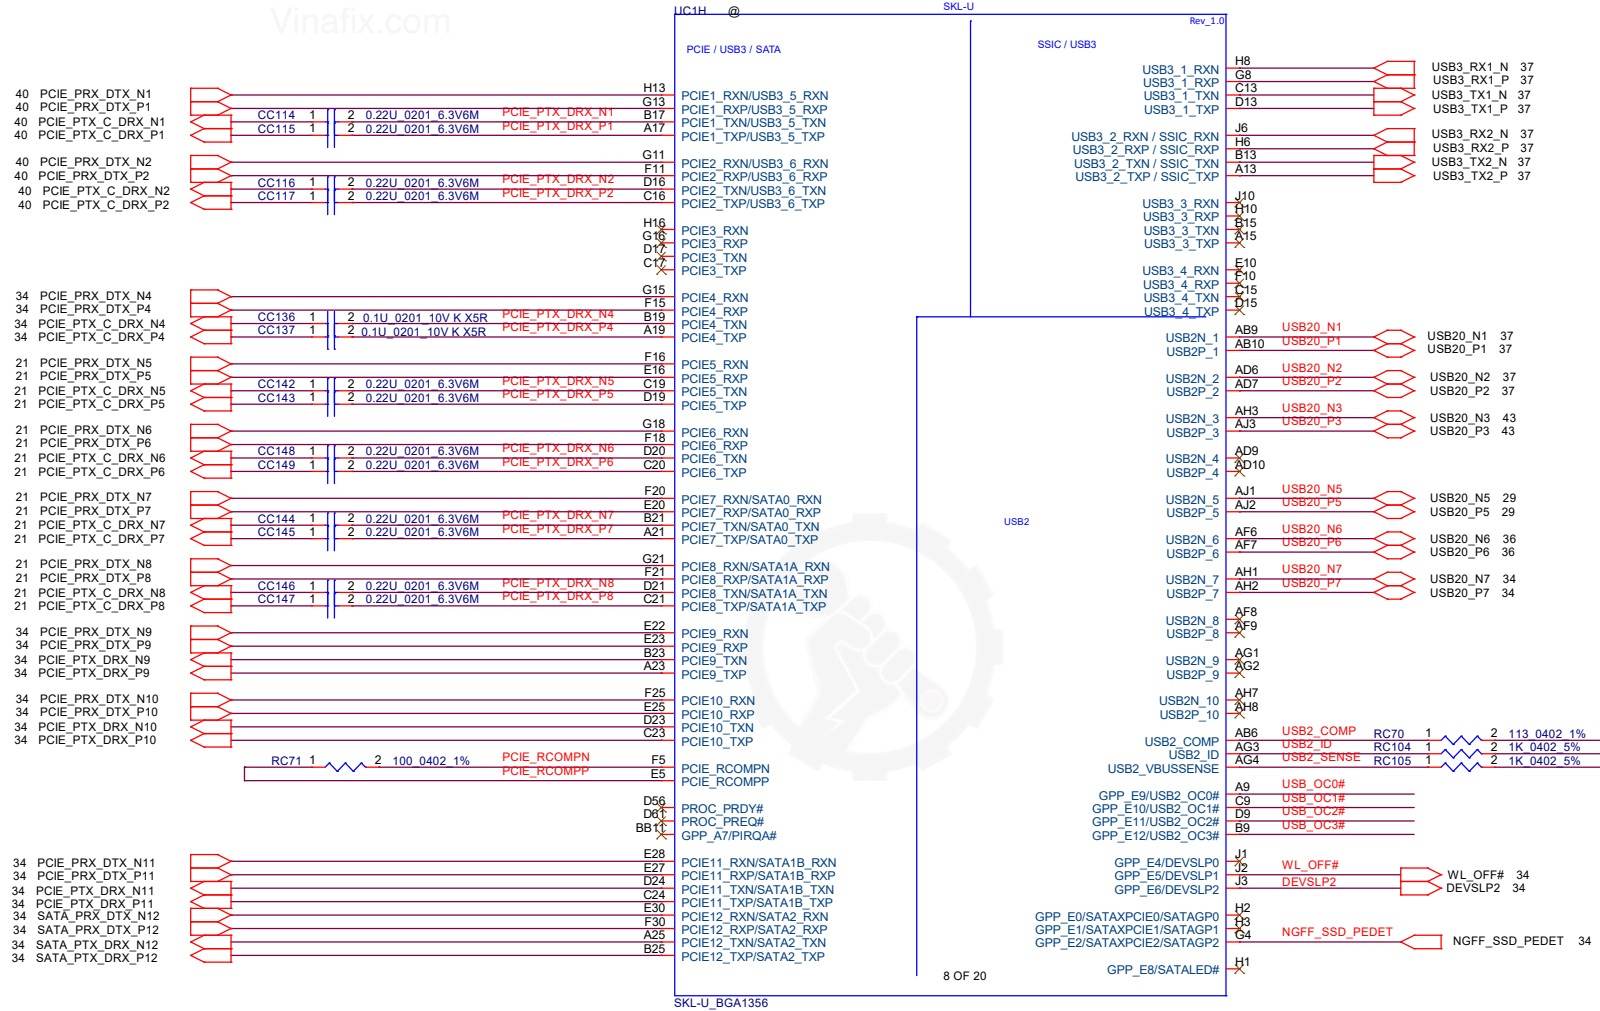 Vinafix.com
UC1H @
SKL-U
Rev_1.0
PCIE / USB3 / SATA
SSIC / USB3
40 PCIE_PRX_DTX_N1 H13 PCIE1_RXN/USB3_5_RXN
40 PCIE_PRX_DTX_P1 G13 PCIE1_RXP/USB3_5_RXP
40 PCIE_PTX_C_DRX_N1 CC114 1 2 0.22U_0201_6.3V6M PCIE_PTX_DRX_N1 B17 PCIE1_TXN/USB3_5_TXN
40 PCIE_PTX_C_DRX_P1 CC115 1 2 0.22U_0201_6.3V6M PCIE_PTX_DRX_P1 A17 PCIE1_TXP/USB3_5_TXP
40 PCIE_PRX_DTX_N2 G11 PCIE2_RXN/USB3_6_RXN
40 PCIE_PRX_DTX_P2 F11 PCIE2_RXP/USB3_6_RXP
40 PCIE_PTX_C_DRX_N2 CC116 1 2 0.22U_0201_6.3V6M PCIE_PTX_DRX_N2 D16 PCIE2_TXN/USB3_6_TXN
40 PCIE_PTX_C_DRX_P2 CC117 1 2 0.22U_0201_6.3V6M PCIE_PTX_DRX_P2 C16 PCIE2_TXP/USB3_6_TXP
H16 PCIE3_RXN
G16 PCIE3_RXP
D17 PCIE3_TXN
C17 PCIE3_TXP
34 PCIE_PRX_DTX_N4 G15 PCIE4_RXN
34 PCIE_PRX_DTX_P4 F15 PCIE4_RXP
34 PCIE_PTX_C_DRX_N4 CC136 1 2 0.1U_0201_10V K X5R PCIE_PTX_DRX_N4 B19 PCIE4_TXN
34 PCIE_PTX_C_DRX_P4 CC137 1 2 0.1U_0201_10V K X5R PCIE_PTX_DRX_P4 A19 PCIE4_TXP
21 PCIE_PRX_DTX_N5 F16 PCIE5_RXN
21 PCIE_PRX_DTX_P5 E16 PCIE5_RXP
21 PCIE_PTX_C_DRX_N5 CC142 1 2 0.22U_0201_6.3V6M PCIE_PTX_DRX_N5 C19 PCIE5_TXN
21 PCIE_PTX_C_DRX_P5 CC143 1 2 0.22U_0201_6.3V6M PCIE_PTX_DRX_P5 D19 PCIE5_TXP
21 PCIE_PRX_DTX_N6 G18 PCIE6_RXN
21 PCIE_PRX_DTX_P6 F18 PCIE6_RXP
21 PCIE_PTX_C_DRX_N6 CC148 1 2 0.22U_0201_6.3V6M PCIE_PTX_DRX_N6 D20 PCIE6_TXN
21 PCIE_PTX_C_DRX_P6 CC149 1 2 0.22U_0201_6.3V6M PCIE_PTX_DRX_P6 C20 PCIE6_TXP
21 PCIE_PRX_DTX_N7 F20 PCIE7_RXN/SATA0_RXN
21 PCIE_PRX_DTX_P7 E20 PCIE7_RXP/SATA0_RXP
21 PCIE_PTX_C_DRX_N7 CC144 1 2 0.22U_0201_6.3V6M PCIE_PTX_DRX_N7 B21 PCIE7_TXN/SATA0_TXN
21 PCIE_PTX_C_DRX_P7 CC145 1 2 0.22U_0201_6.3V6M PCIE_PTX_DRX_P7 A21 PCIE7_TXP/SATA0_TXP
21 PCIE_PRX_DTX_N8 G21 PCIE8_RXN/SATA1A_RXN
21 PCIE_PRX_DTX_P8 F21 PCIE8_RXP/SATA1A_RXP
21 PCIE_PTX_C_DRX_N8 CC146 1 2 0.22U_0201_6.3V6M PCIE_PTX_DRX_N8 D21 PCIE8_TXN/SATA1A_TXN
21 PCIE_PTX_C_DRX_P8 CC147 1 2 0.22U_0201_6.3V6M PCIE_PTX_DRX_P8 C21 PCIE8_TXP/SATA1A_TXP
34 PCIE_PRX_DTX_N9 E22 PCIE9_RXN
34 PCIE_PRX_DTX_P9 E23 PCIE9_RXP
34 PCIE_PTX_DRX_N9 B23 PCIE9_TXN
34 PCIE_PTX_DRX_P9 A23 PCIE9_TXP
34 PCIE_PRX_DTX_N10 F25 PCIE10_RXN
34 PCIE_PRX_DTX_P10 E25 PCIE10_RXP
34 PCIE_PTX_DRX_N10 D23 PCIE10_TXN
34 PCIE_PTX_DRX_P10 C23 PCIE10_TXP
RC71 1 2 100_0402_1% PCIE_RCOMPN F5 PCIE_RCOMPN
PCIE_RCOMPP E5 PCIE_RCOMPP
D56 PROC_PRDY#
D61 PROC_PREQ#
BB11 GPP_A7/PIRQA#
34 PCIE_PRX_DTX_N11 E28 PCIE11_RXN/SATA1B_RXN
34 PCIE_PRX_DTX_P11 E27 PCIE11_RXP/SATA1B_RXP
34 PCIE_PTX_DRX_N11 D24 PCIE11_TXN/SATA1B_TXN
34 PCIE_PTX_DRX_P11 C24 PCIE11_TXP/SATA1B_TXP
34 SATA_PRX_DTX_N12 E30 PCIE12_RXN/SATA2_RXN
34 SATA_PRX_DTX_P12 F30 PCIE12_RXP/SATA2_RXP
34 SATA_PTX_DRX_N12 A25 PCIE12_TXN/SATA2_TXN
34 SATA_PTX_DRX_P12 B25 PCIE12_TXP/SATA2_TXP
USB3_1_RXN H8 USB3_RX1_N 37
USB3_1_RXP G8 USB3_RX1_P 37
USB3_1_TXN C13 USB3_TX1_N 37
USB3_1_TXP D13 USB3_TX1_P 37
USB3_2_RXN / SSIC_RXN J6 USB3_RX2_N 37
USB3_2_RXP / SSIC_RXP H6 USB3_RX2_P 37
USB3_2_TXN / SSIC_TXN B13 USB3_TX2_N 37
USB3_2_TXP / SSIC_TXP A13 USB3_TX2_P 37
USB3_3_RXN J10
USB3_3_RXP H10
USB3_3_TXN B15
USB3_3_TXP A15
USB3_4_RXN E10
USB3_4_RXP F10
USB3_4_TXN C15
USB3_4_TXP D15
USB2N_1 AB9 USB20_N1 USB20_N1 37
USB2P_1 AB10 USB20_P1 USB20_P1 37
USB2N_2 AD6 USB20_N2 USB20_N2 37
USB2P_2 AD7 USB20_P2 USB20_P2 37
USB2N_3 AH3 USB20_N3 USB20_N3 43
USB2P_3 AJ3 USB20_P3 USB20_P3 43
USB2N_4 AD9
USB2P_4 AD10
USB2N_5 AJ1 USB20_N5 USB20_N5 29
USB2P_5 AJ2 USB20_P5 USB20_P5 29
USB2
USB2N_6 AF6 USB20_N6 USB20_N6 36
USB2P_6 AF7 USB20_P6 USB20_P6 36
USB2N_7 AH1 USB20_N7 USB20_N7 34
USB2P_7 AH2 USB20_P7 USB20_P7 34
USB2N_8 AF8
USB2P_8 AF9
USB2N_9 AG1
USB2P_9 AG2
USB2N_10 AH7
USB2P_10 AH8
USB2_COMP AB6 USB2_COMP RC70 1 2 113_0402_1%
USB2_ID AG3 USB2_ID RC104 1 2 1K_0402_5%
USB2_VBUSSENSE AG4 USB2_SENSE RC105 1 2 1K_0402_5%
GPP_E9/USB2_OC0# A9 USB_OC0#
GPP_E10/USB2_OC1# C9 USB_OC1#
GPP_E11/USB2_OC2# D9 USB_OC2#
GPP_E12/USB2_OC3# B9 USB_OC3#
GPP_E4/DEVSLP0 J1
GPP_E5/DEVSLP1 J2 WL_OFF# WL_OFF# 34
GPP_E6/DEVSLP2 J3 DEVSLP2 DEVSLP2 34
GPP_E0/SATAXPCIE0/SATAGP0 H2
GPP_E1/SATAXPCIE1/SATAGP1 H3
GPP_E2/SATAXPCIE2/SATAGP2 G4 NGFF_SSD_PEDET NGFF_SSD_PEDET 34
GPP_E8/SATALED# H1
8 OF 20
SKL-U_BGA1356